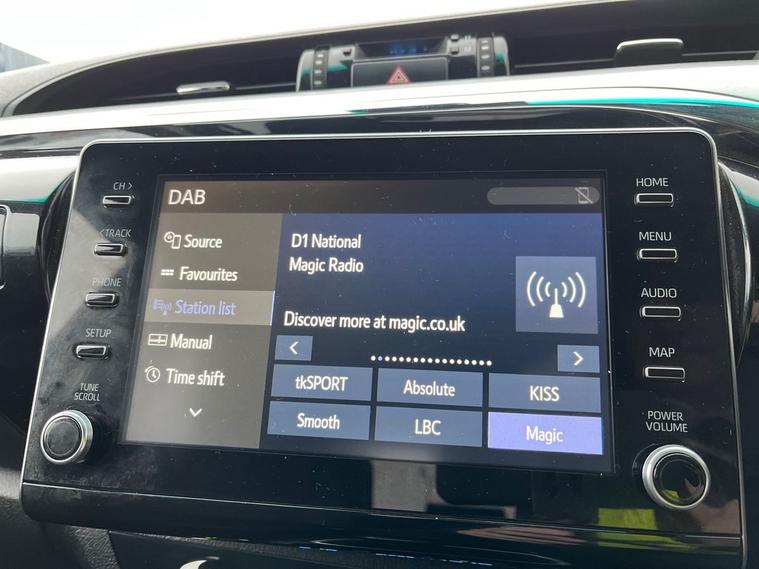 DAB
CH >
< TRACK
PHONE
SETUP
TUNE
SCROLL
Source
Favourites
Station list
Manual
Time shift
D1 National
Magic Radio
Discover more at magic.co.uk
tkSPORT
Absolute
KISS
Smooth
LBC
Magic
HOME
MENU
AUDIO
MAP
POWER
VOLUME